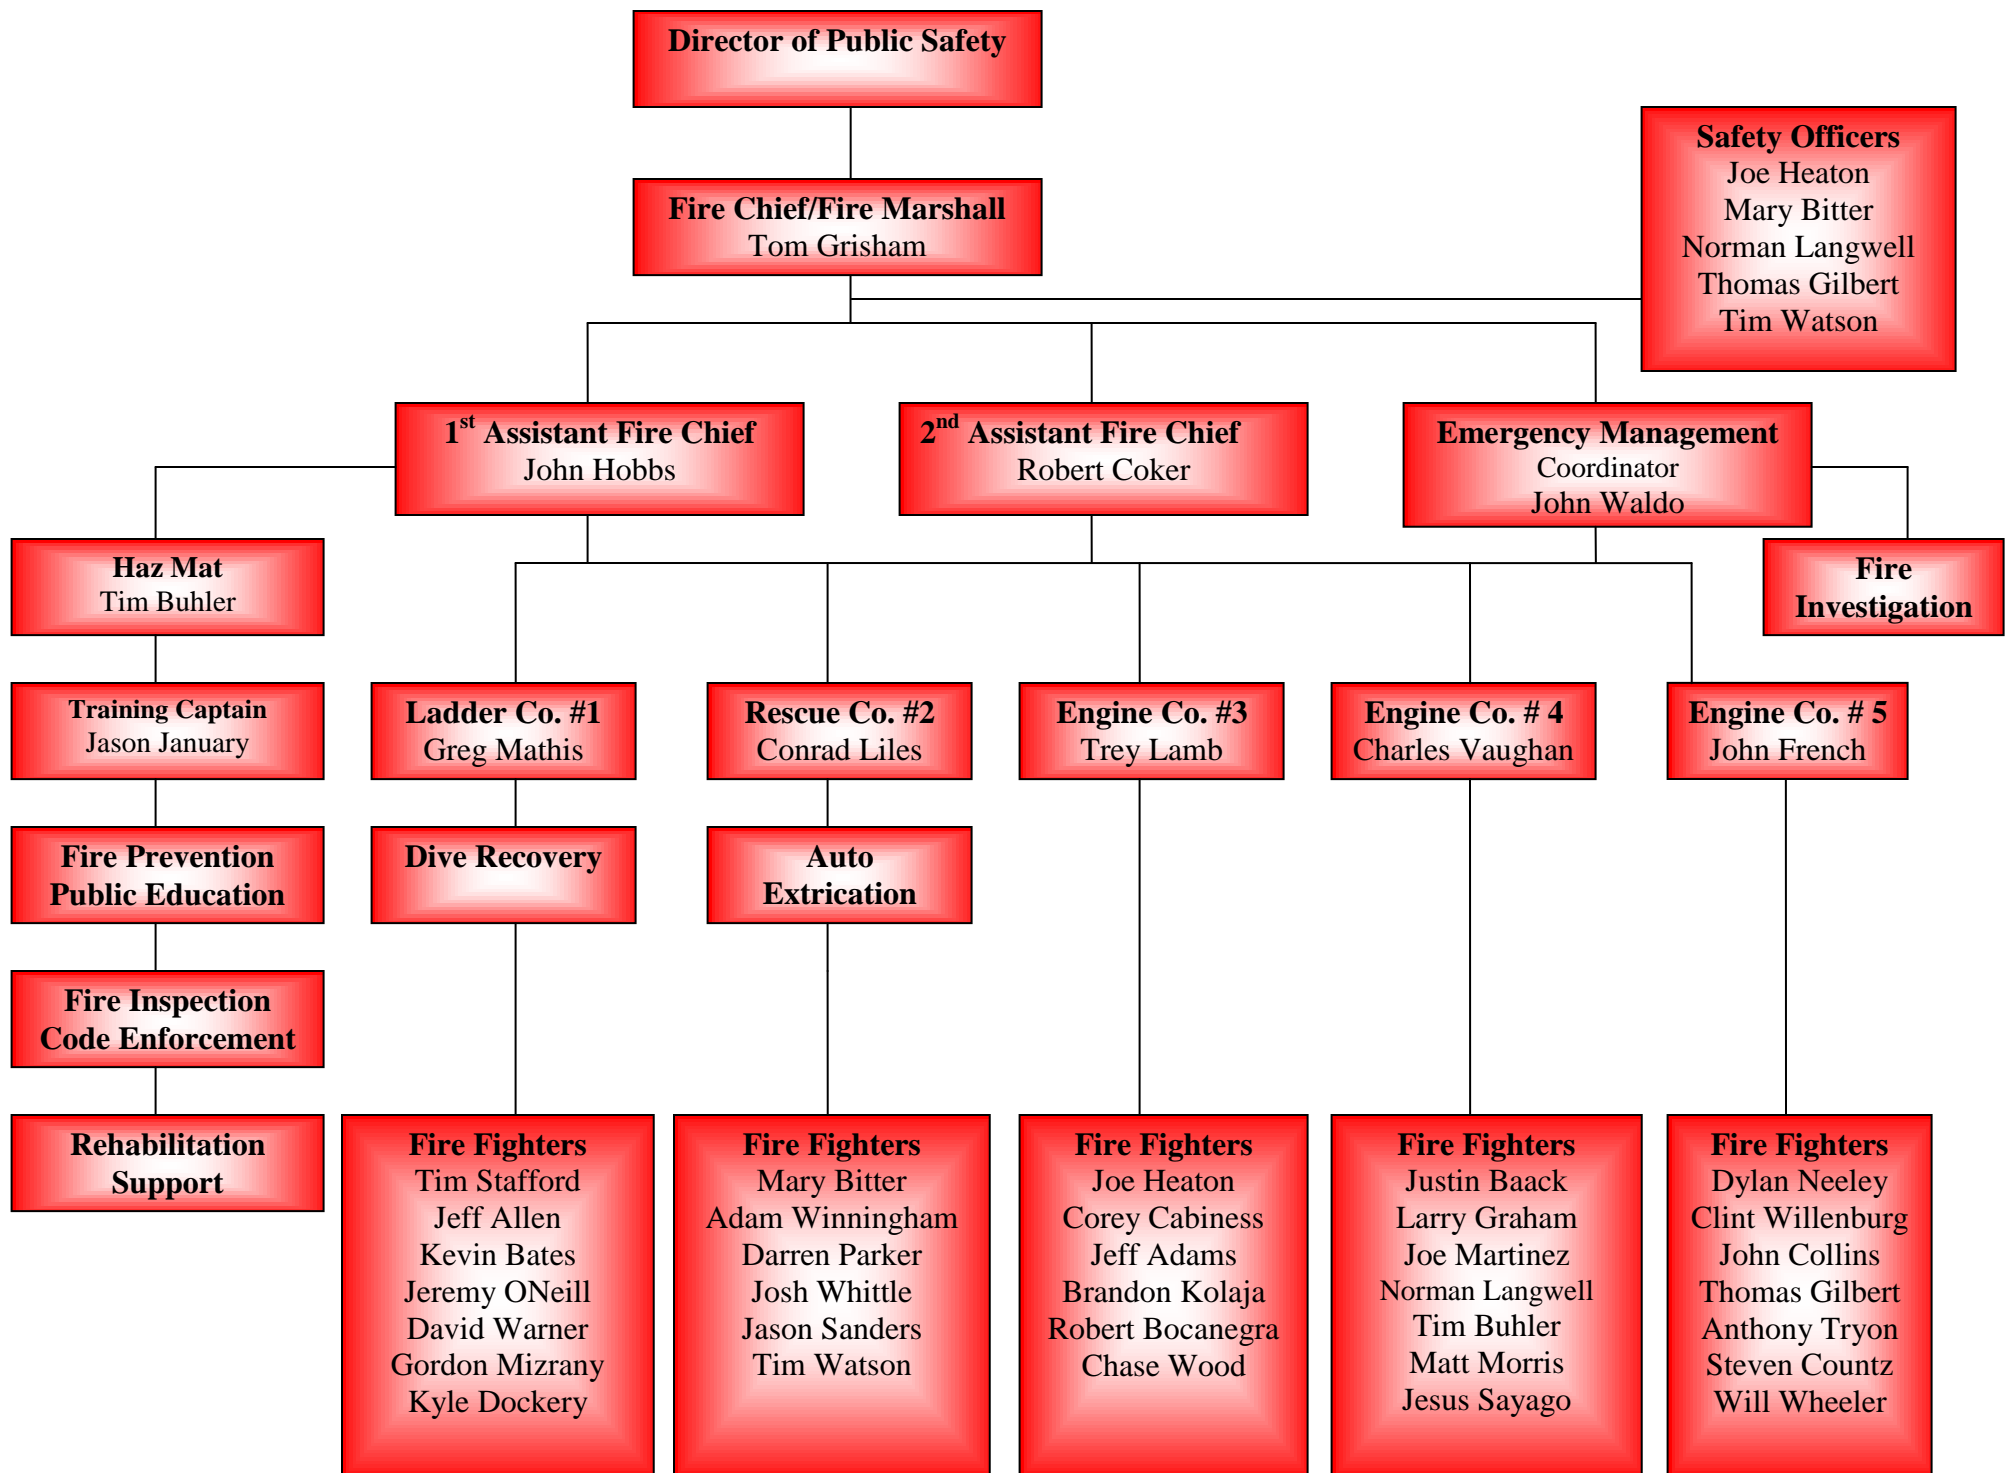 Director of Public Safety
Safety Officers
Joe Heaton
Mary Bitter
Norman Langwell
Thomas Gilbert
Tim Watson
Fire Chief/Fire Marshall
Tom Grisham
1st Assistant Fire Chief
John Hobbs
2nd Assistant Fire Chief
Robert Coker
Emergency Management
Coordinator
John Waldo
Haz Mat
Tim Buhler
Fire
Investigation
Training Captain
Jason January
Ladder Co. #1
Greg Mathis
Rescue Co. #2
Conrad Liles
Engine Co. #3
Trey Lamb
Engine Co. # 4
Charles Vaughan
Engine Co. # 5
John French
Fire Prevention
Public Education
Dive Recovery
Auto
Extrication
Fire Inspection
Code Enforcement
Rehabilitation
Support
Fire Fighters
Tim Stafford
Jeff Allen
Kevin Bates
Jeremy ONeill
David Warner
Gordon Mizrany
Kyle Dockery
Fire Fighters
Mary Bitter
Adam Winningham
Darren Parker
Josh Whittle
Jason Sanders
Tim Watson
Fire Fighters
Joe Heaton
Corey Cabiness
Jeff Adams
Brandon Kolaja
Robert Bocanegra
Chase Wood
Fire Fighters
Justin Baack
Larry Graham
Joe Martinez
Norman Langwell
Tim Buhler
Matt Morris
Jesus Sayago
Fire Fighters
Dylan Neeley
Clint Willenburg
John Collins
Thomas Gilbert
Anthony Tryon
Steven Countz
Will Wheeler